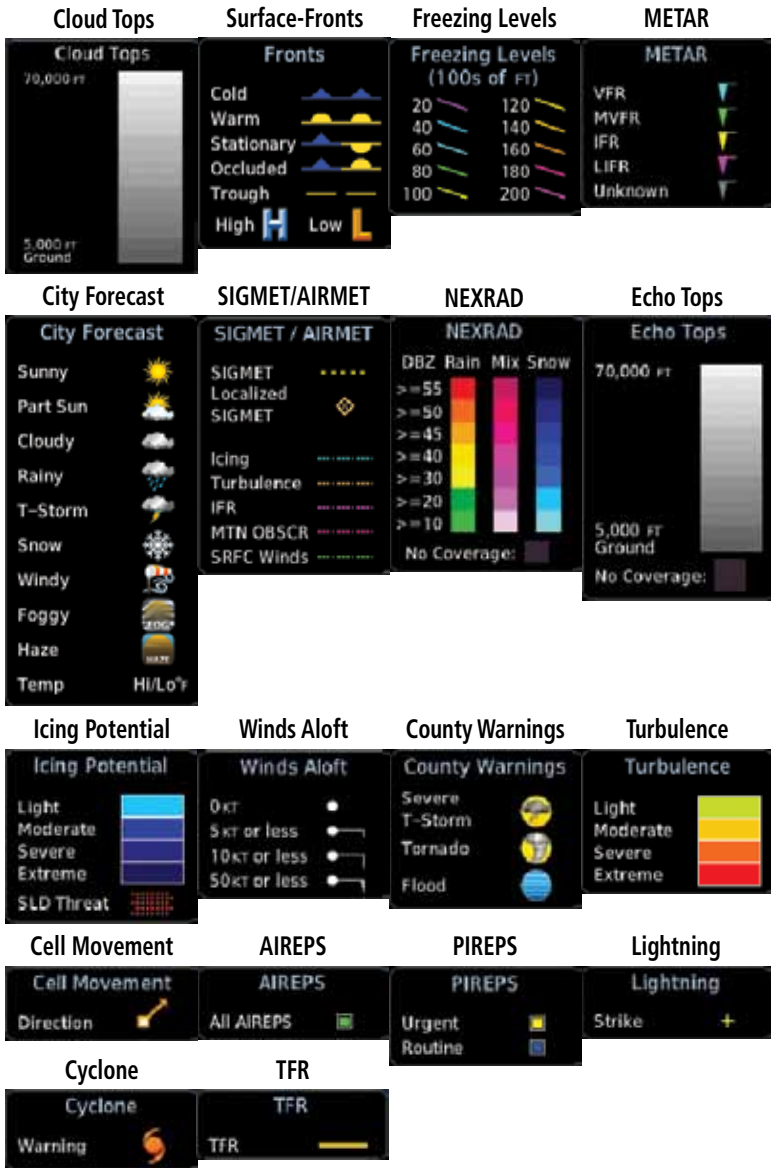 Cloud Tops
Surface-Fronts
Freezing Levels
METAR
Cloud Tops
70,000 FT
5,000 FT
Ground
Fronts
Cold
Warm
Stationary
Occluded
Trough
High H Low L
Freezing Levels
(100s of FT)
20 120
40 140
60 160
80 180
100 200
METAR
VFR
MVFR
IFR
LIFR
Unknown
City Forecast
SIGMET/AIRMET
NEXRAD
Echo Tops
City Forecast
Sunny
Part Sun
Cloudy
Rainy
T-Storm
Snow
Windy
Foggy
FOG
Haze
HAZE
Temp Hi/Lo°F
SIGMET / AIRMET
SIGMET
Localized
SIGMET
Icing
Turbulence
IFR
MTN OBSCR
SRFC Winds
NEXRAD
DBZ Rain Mix Snow
>=55
>=50
>=45
>=40
>=30
>=20
>=10
No Coverage:
Echo Tops
70,000 FT
5,000 FT
Ground
No Coverage:
Icing Potential
Winds Aloft
County Warnings
Turbulence
Icing Potential
Light
Moderate
Severe
Extreme
SLD Threat
Winds Aloft
0KT
5KT or less
10KT or less
50KT or less
County Warnings
Severe
T-Storm
Tornado
Flood
Turbulence
Light
Moderate
Severe
Extreme
Cell Movement
AIREPS
PIREPS
Lightning
Cell Movement
Direction
AIREPS
All AIREPS
PIREPS
Urgent
Routine
Lightning
Strike
Cyclone
TFR
Cyclone
Warning
TFR
TFR